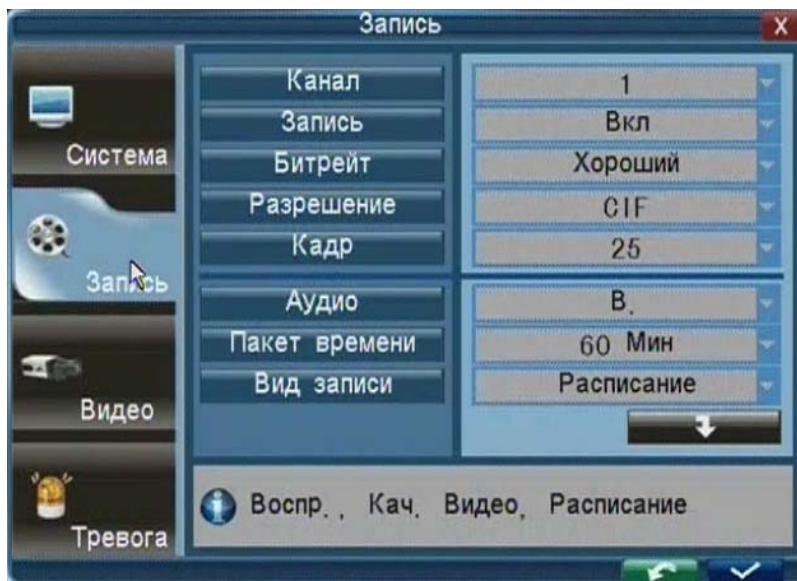 Запись
X
Система
Запись
Видео
Тревога
Канал 1
Запись Вкл
Битрейт Хороший
Разрешение CIF
Кадр 25
Аудио В.
Пакет времени 60 Мин
Вид записи Расписание
Воспр., Кач. Видео, Расписание